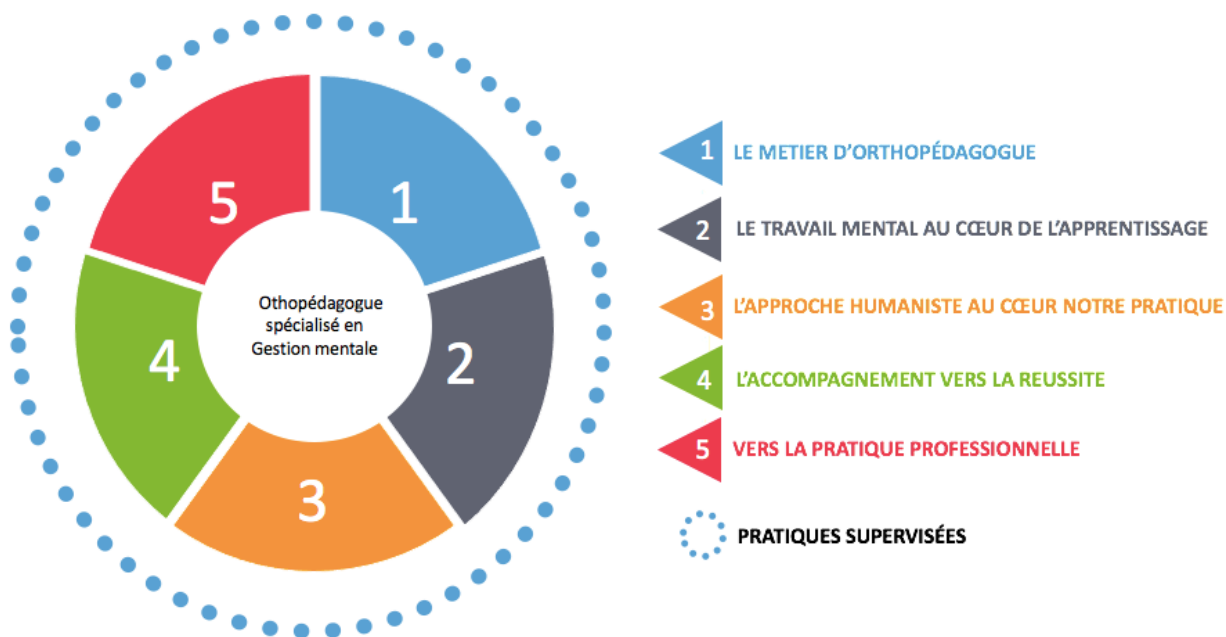 5
1
4
2
3
Othopédagogue
spécialisé en
Gestion mentale
1 LE METIER D'ORTHOPÉDAGOGUE
2 LE TRAVAIL MENTAL AU CŒUR DE L'APPRENTISSAGE
3 L'APPROCHE HUMANISTE AU CŒUR NOTRE PRATIQUE
4 L'ACCOMPAGNEMENT VERS LA REUSSITE
5 VERS LA PRATIQUE PROFESSIONNELLE
PRATIQUES SUPERVISÉES